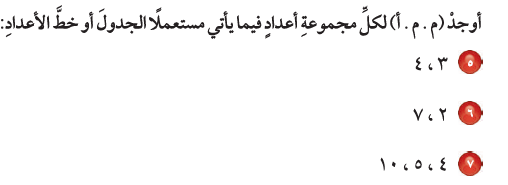 أوجدْ (م . م . أ) لكلِّ مجموعةِ أعدادٍ فيما يأتي مستعملًا الجدولَ أو خطَّ الأعدادِ:
٥ ٣ ، ٤
٦ ٢ ، ٧
٧ ٤ ، ٥ ، ١٠